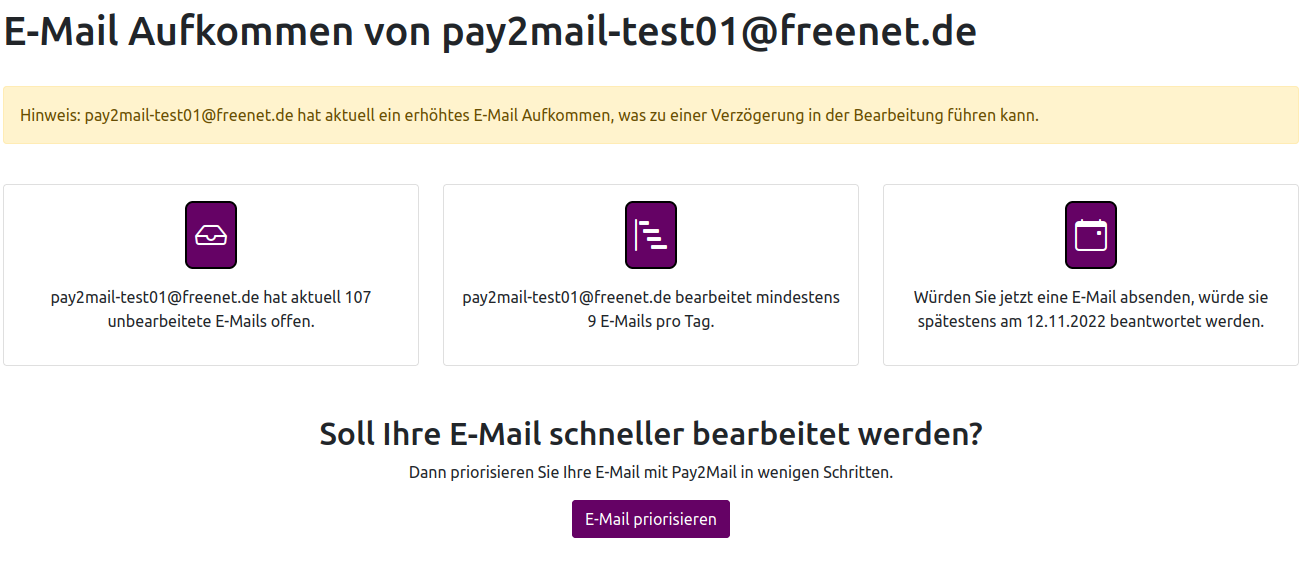 E-Mail Aufkommen von pay2mail-test01@freenet.de
Hinweis: pay2mail-test01@freenet.de hat aktuell ein erhöhtes E-Mail Aufkommen, was zu einer Verzögerung in der Bearbeitung führen kann.
pay2mail-test01@freenet.de hat aktuell 107
unbearbeitete E-Mails offen.
pay2mail-test01@freenet.de bearbeitet mindestens
9 E-Mails pro Tag.
Würden Sie jetzt eine E-Mail absenden, würde sie
spätestens am 12.11.2022 beantwortet werden.
Soll Ihre E-Mail schneller bearbeitet werden?
Dann priorisieren Sie Ihre E-Mail mit Pay2Mail in wenigen Schritten.
E-Mail priorisieren